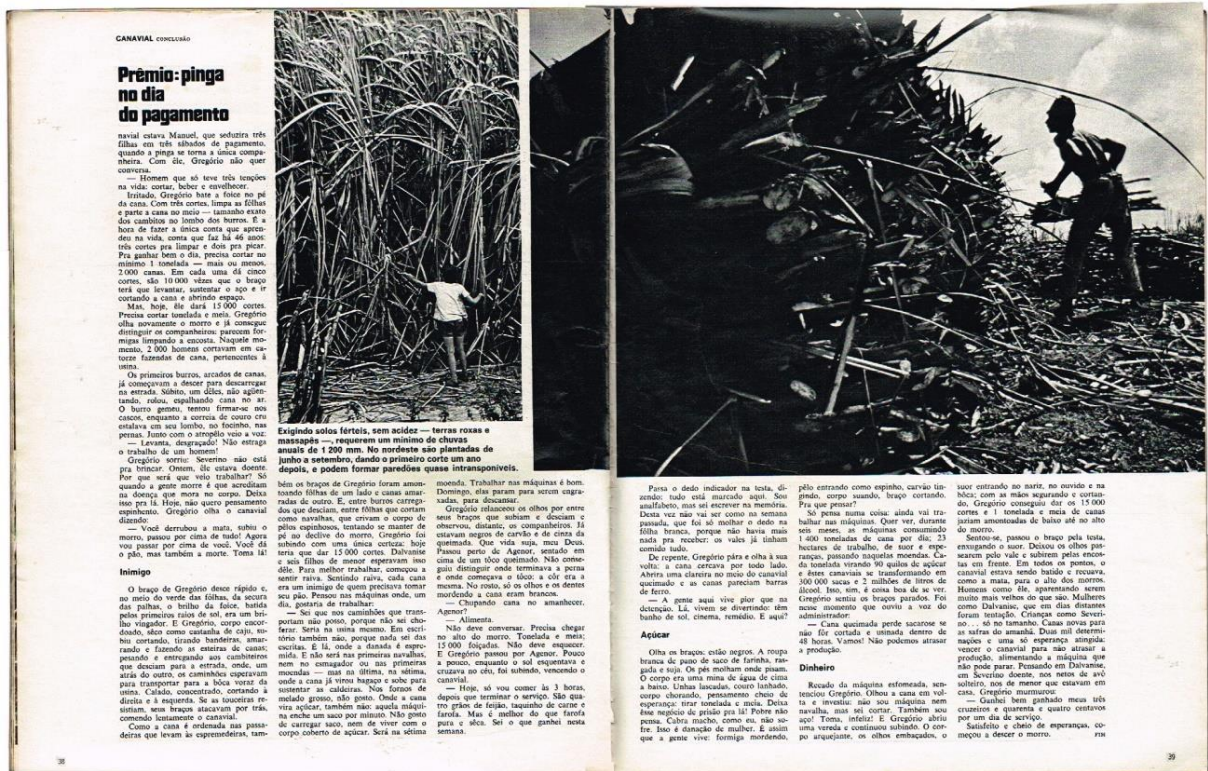 CANAVIAL CONCLUSÃO
Prêmio: pinga
no dia
do pagamento
navial estava Manuel, que seduzira três
filhas em três sábados de pagamento,
quando a pinga se torna a única compa-
nheira. Com êle, Gregório não quer
conversa.
— Homem que só teve três tenções
na vida: cortar, beber e envelhecer.
Irritado, Gregório bate a foice no pé
da cana. Com três cortes, limpa as fôlhas
e parte a cana no meio — tamanho exato
dos cambitos no lombo dos burros. É a
hora de fazer a única conta que apren-
deu na vida, conta que faz há 46 anos:
três cortes pra limpar e dois pra picar.
Pra ganhar bem o dia, precisa cortar no
mínimo 1 tonelada — mais ou menos,
2 000 canas. Em cada uma dá cinco
cortes, são 10 000 vêzes que o braço
terá que levantar, sustentar o aço e ir
cortando a cana e abrindo espaço.
Mas, hoje, êle dará 15 000 cortes.
Precisa cortar tonelada e meia. Gregório
olha novamente o morro e já consegue
distinguir os companheiros: parecem for-
migas limpando a encosta. Naquele mo-
mento, 2 000 homens cortavam em ca-
torze fazendas de cana, pertencentes à
usina.
Os primeiros burros, arcados de canas,
já começavam a descer para descarregar
na estrada. Súbito, um dêles, não agüen-
tando, rolou, espalhando cana no ar.
O burro gemeu, tentou firmar-se nos
cascos, enquanto a correia de couro cru
estalava em seu lombo, no focinho, nas
pernas. Junto com o atropêlo veio a voz:
— Levanta, desgraçado! Não estraga
o trabalho de um homem!
Gregório sorriu: Severino não está
pra brincar. Ontem, êle estava doente.
Por que será que veio trabalhar? Só
quando a gente morre é que acreditam
na doença que mora no corpo. Deixa
isso pra lá. Hoje, não quero pensamento
espinhento. Gregório olha o canavial
dizendo:
— Você derrubou a mata, subiu o
morro, passou por cima de tudo! Agora
vou passar por cima de você. Você dá
o pão, mas também a morte. Toma lá!
Inimigo
O braço de Gregório desce rápido e,
no meio do verde das fôlhas, da secura
das palhas, o brilho da foice, batida
pelos primeiros raios de sol, era um bri-
lho vingador. E Gregório, corpo encor-
doado, sêco como castanha de caju, su-
biu cortando, tirando bandeiras, amar-
rando e fazendo as esteiras de canas;
pesando e entregando aos cambiteiros
que desciam para a estrada, onde, um
atrás do outro, os caminhões esperavam
para transportar para a bôca voraz da
usina. Calado, concentrado, cortando à
direita e à esquerda. Se as touceiras re-
sistiam, seus braços atacavam por trás,
comendo lentamente o canavial.
Como a cana é ordenada nas passa-
deiras que levam às espremedeiras, tam-
Exigindo solos férteis, sem acidez — terras roxas e
massapês —, requerem um mínimo de chuvas
anuais de 1 200 mm. No nordeste são plantadas de
junho a setembro, dando o primeiro corte um ano
depois, e podem formar paredões quase intransponíveis.
bém os braços de Gregório foram amon-
toando fôlhas de um lado e canas amar-
radas de outro. E, entre burros carrega-
dos que desciam, entre fôlhas que cortam
como navalhas, que crivam o corpo de
pêlos espinhosos, tentando se manter de
pé no declive do morro, Gregório foi
subindo com uma única certeza: hoje
teria que dar 15 000 cortes. Dalvanise
e seis filhos de menor esperavam isso
dêle. Para melhor trabalhar, começou a
sentir raiva. Sentindo raiva, cada cana
era um inimigo de quem precisava tomar
seu pão. Pensou nas máquinas onde, um
dia, gostaria de trabalhar:
— Sei que nos caminhões que trans-
portam não posso, porque não sei cho-
ferar. Seria na usina mesmo. Em escri-
tório também não, porque nada sei das
escritas. É lá, onde a danada é espre-
mida. E não será nas primeiras navalhas,
nem no esmagador ou nas primeiras
moendas — mas na última, na sétima,
onde a cana já virou bagaço e sobe para
sustentar as caldeiras. Nos fornos de
melado grosso, não gosto. Onde a cana
vira açúcar, também não: aquela máqui-
na enche um saco por minuto. Não gosto
de carregar saco, nem de viver com o
corpo coberto de açúcar. Será na sétima
moenda. Trabalhar nas máquinas é bom.
Domingo, elas param para serem engra-
xadas, para descansar.
Gregório relanceou os olhos por entre
seus braços que subiam e desciam e
observou, distante, os companheiros. Já
estavam negros de carvão e de cinza da
queimada. Que vida suja, meu Deus.
Passou perto de Agenor, sentado em
cima de um tôco queimado. Não conse-
guiu distinguir onde terminava a perna
e onde começava o tôco: a côr era a
mesma. No rosto, só os olhos e os dentes
mordendo a cana eram brancos.
— Chupando cana no amanhecer,
Agenor?
— Alimenta.
Não deve conversar. Precisa chegar
no alto do morro. Tonelada e meia;
15 000 foiçadas. Não deve esquecer.
E Gregório passou por Agenor. Pouco
a pouco, enquanto o sol esquentava e
cruzava no céu, foi subindo, vencendo o
canavial.
— Hoje, só vou comer às 3 horas,
depois que terminar o serviço. São qua-
tro grãos de feijão, taquinho de carne e
farofa. Mas é melhor do que farofa
pura e sêca. Sei o que ganhei nesta
semana.
Passa o dedo indicador na testa, di-
zendo: tudo está marcado aqui. Sou
analfabeto, mas sei escrever na memória.
Desta vez não vai ser como na semana
passada, que foi só molhar o dedo na
fôlha branca, porque não havia mais
nada pra receber: os vales já tinham
comido tudo.
De repente, Gregório pára e olha à sua
volta: a cana cercava por todo lado.
Abrira uma clareira no meio do canavial
queimado e as canas pareciam barras
de ferro.
— A gente aqui vive pior que na
detenção. Lá, vivem se divertindo: têm
banho de sol, cinema, remédio. E aqui?
Açúcar
Olha os braços: estão negros. A roupa
branca de pano de saco de farinha, ras-
gada e suja. Os pés molham onde pisam.
O corpo era uma mina de água de cima
a baixo. Unhas lascadas, couro lanhado,
corpo chorando, pensamento cheio de
esperança: tirar tonelada e meia. Deixa
êsse negócio de prisão pra lá! Pobre não
pensa. Cabra macho, como eu, não so-
fre. Isso é danação de mulher. E assim
que a gente vive: formiga mordendo,
pêlo entrando como espinho, carvão tin-
gindo, corpo suando, braço cortando.
Pra que pensar?
Só pensa numa coisa: ainda vai tra-
balhar nas máquinas. Quer ver, durante
seis meses, as máquinas consumindo
1 400 toneladas de cana por dia; 23
hectares de trabalho, de suor e espe-
ranças, passando naquelas moendas. Ca-
da tonelada virando 90 quilos de açúcar
e êstes canaviais se transformando em
300 000 sacas e 2 milhões de litros de
álcool. Isso, sim, é coisa boa de se ver.
Gregório sentiu os braços parados. Foi
nesse momento que ouviu a voz do
administrador:
— Cana queimada perde sacarose se
não fôr cortada e usinada dentro de
48 horas. Vamos! Não podemos atrasar
a produção.
Dinheiro
Recado da máquina esfomeada, sen-
tenciou Gregório. Olhou a cana em vol-
ta e investiu: não sou máquina nem
navalha, mas sei cortar. Também sou
aço! Toma, infeliz! E Gregório abriu
uma vereda e continuou subindo. O cor-
po arquejante, os olhos embaçados, o
suor entrando no nariz, no ouvido e na
bôca; com as mãos segurando e cortan-
do, Gregório conseguiu dar os 15 000
cortes e 1 tonelada e meia de canas
jaziam amontoadas de baixo até no alto
do morro.
Sentou-se, passou o braço pela testa,
enxugando o suor. Deixou os olhos pas-
searem pelo vale e subirem pelas encos-
tas em frente. Em todos os pontos, o
canavial estava sendo batido e recuava,
como a mata, para o alto dos morros.
Homens como êle, aparentando serem
muito mais velhos do que são. Mulheres
como Dalvanise, que em dias distantes
foram tentação. Crianças como Severi-
no... só no tamanho. Canas novas para
as safras do amanhã. Duas mil determi-
nações e uma só esperança atingida:
vencer o canavial para não atrasar a
produção, alimentando a máquina que
não pode parar. Pensando em Dalvanise,
em Severino doente, nos netos de avô
solteiro, nos de menor que estavam em
casa, Gregório murmurou:
— Ganhei bem ganhado meus três
cruzeiros e quarenta e quatro centavos
por um dia de serviço.
Satisfeito e cheio de esperanças, co-
meçou a descer o morro. FIM
38
39